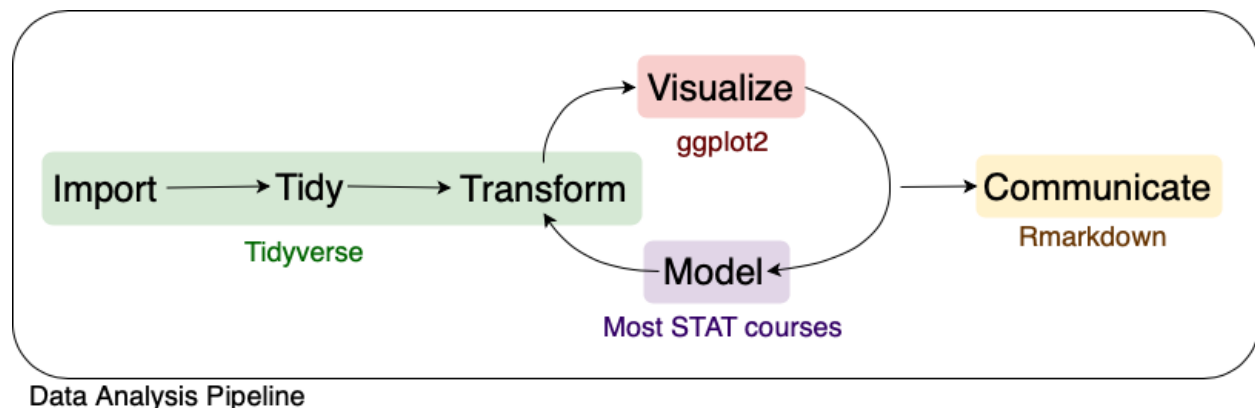 Visualize
ggplot2
Import Tidy Transform
Communicate
Tidyverse
Rmarkdown
Model
Most STAT courses
Data Analysis Pipeline